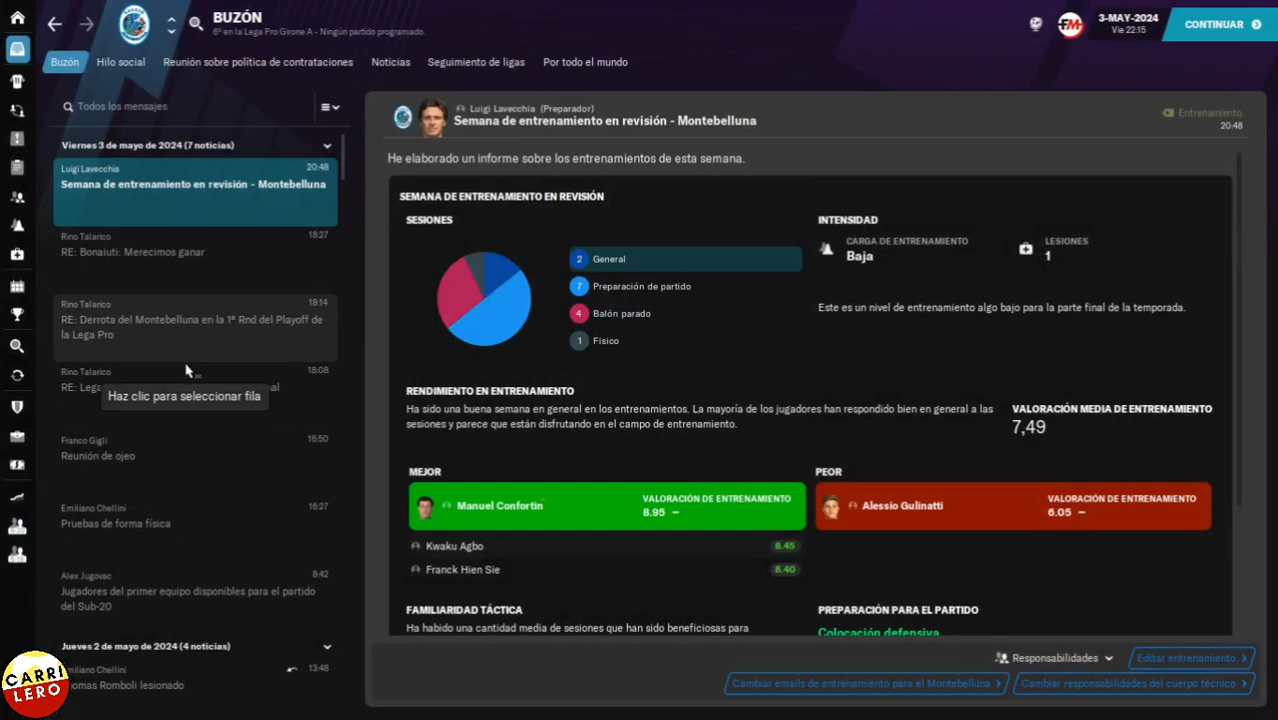 BUZÓN
6º en la Lega Pro Girone A - Ningún partido programado.
FM
3-MAY-2024
Vie 22:15
CONTINUAR
Buzón
Hilo social
Reunión sobre política de contrataciones
Noticias
Seguimiento de ligas
Por todo el mundo
Todos los mensajes
Viernes 3 de mayo de 2024 (7 noticias)
Luigi Lavecchia 20:48
Semana de entrenamiento en revisión - Montebelluna
Rino Talarico 18:27
RE: Bonaiuti: Merecimos ganar
Rino Talarico 18:14
RE: Derrota del Montebelluna en la 1ª Rnd del Playoff de
la Lega Pro
Rino Talarico 18:08
RE: Lega
Haz clic para seleccionar fila
Franco Gigli 16:50
Reunión de ojeo
Emiliano Chellini 16:27
Pruebas de forma física
Alex Jugovac 8:42
Jugadores del primer equipo disponibles para el partido
del Sub-20
Jueves 2 de mayo de 2024 (4 noticias)
miliano Chellini 13:48
omas Romboli lesionado
CARRI
LERO
Luigi Lavecchia (Preparador)
Semana de entrenamiento en revisión - Montebelluna
Entrenamiento
20:48
He elaborado un informe sobre los entrenamientos de esta semana.
SEMANA DE ENTRENAMIENTO EN REVISIÓN
SESIONES
2 General
7 Preparación de partido
4 Balón parado
1 Físico
INTENSIDAD
CARGA DE ENTRENAMIENTO
Baja
LESIONES
1
Este es un nivel de entrenamiento algo bajo para la parte final de la temporada.
RENDIMIENTO EN ENTRENAMIENTO
Ha sido una buena semana en general en los entrenamientos. La mayoría de los jugadores han respondido bien en general a las
sesiones y parece que están disfrutando en el campo de entrenamiento.
VALORACIÓN MEDIA DE ENTRENAMIENTO
7,49
MEJOR
Manuel Confortin
VALORACIÓN DE ENTRENAMIENTO
8.95 –
Kwaku Agbo 8.45
Franck Hien Sie 8.40
PEOR
Alessio Gulinatti
VALORACIÓN DE ENTRENAMIENTO
6.05 –
FAMILIARIDAD TÁCTICA
Ha habido una cantidad media de sesiones que han sido beneficiosas para
PREPARACIÓN PARA EL PARTIDO
Colocación defensiva
Responsabilidades
Editar entrenamiento
Cambiar emails de entrenamiento para el Montebelluna
Cambiar responsabilidades del cuerpo técnico